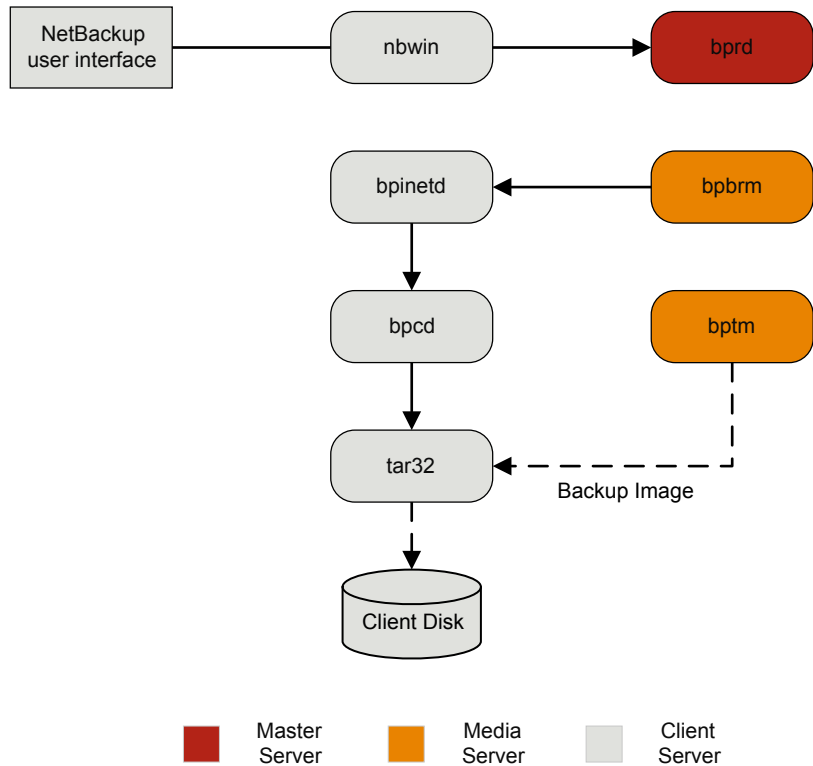 NetBackup
user interface
nbwin
bprd
bpinetd
bpbrm
bpcd
bptm
tar32
Backup Image
Client Disk
Master
Server
Media
Server
Client
Server